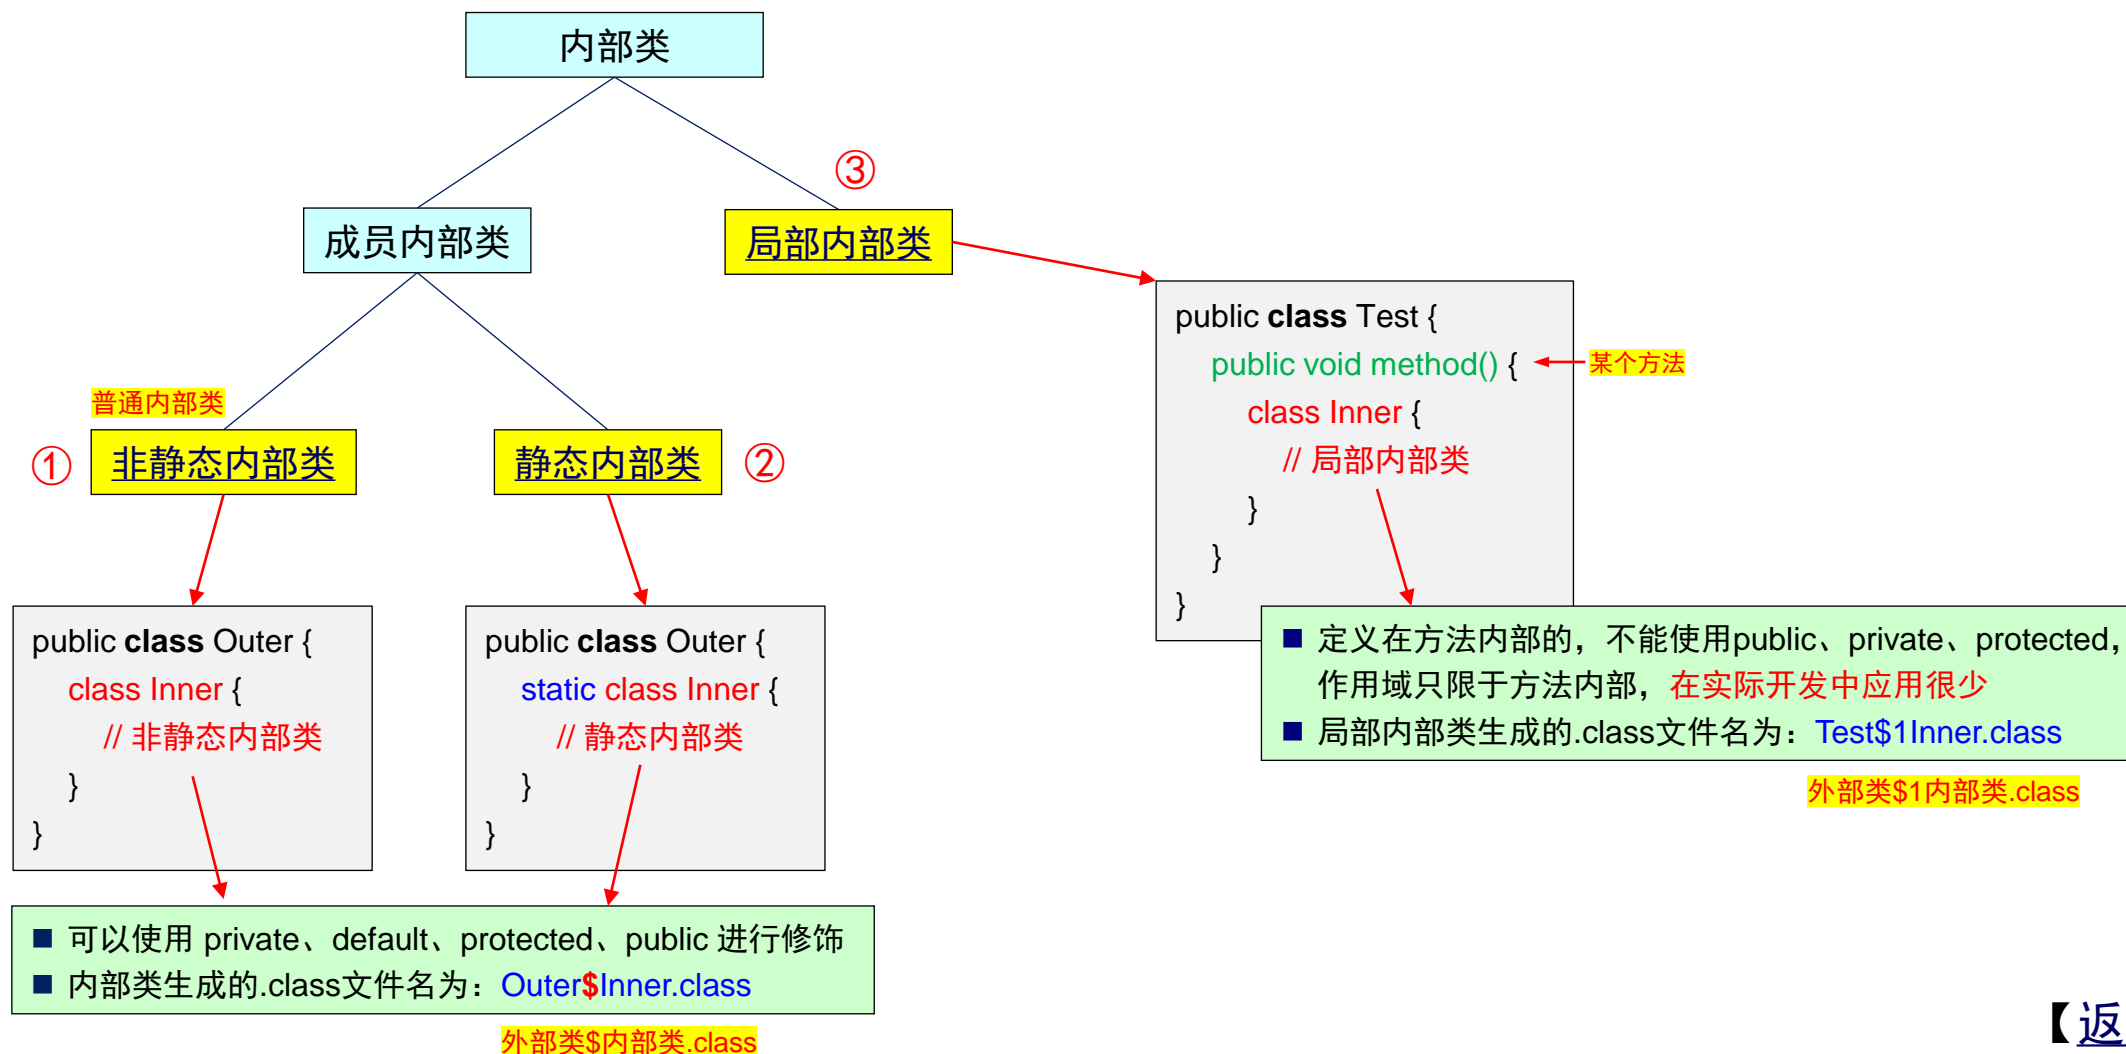 内部类
③
成员内部类
局部内部类
public class Test {
public void method() {
某个方法
class Inner {
// 局部内部类
}
}
}
普通内部类
①
非静态内部类
静态内部类
②
public class Outer {
class Inner {
// 非静态内部类
}
}
public class Outer {
static class Inner {
// 静态内部类
}
}
定义在方法内部的，不能使用public、private、protected，
作用域只限于方法内部，在实际开发中应用很少
局部内部类生成的.class文件名为：Test$1Inner.class
外部类$1内部类.class
可以使用 private、default、protected、public 进行修饰
内部类生成的.class文件名为：Outer$Inner.class
外部类$内部类.class
【返